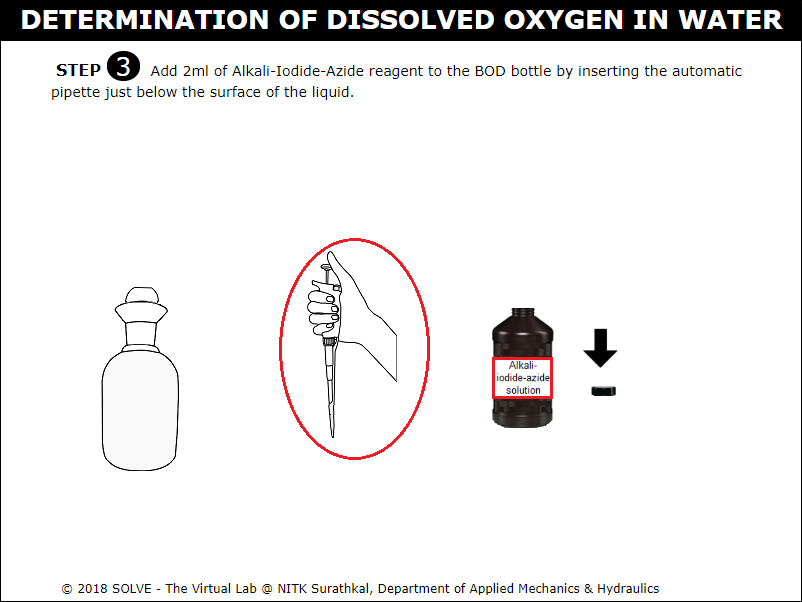 DETERMINATION OF DISSOLVED OXYGEN IN WATER
STEP 3 Add 2ml of Alkali-Iodide-Azide reagent to the BOD bottle by inserting the automatic
pipette just below the surface of the liquid.
Alkali-
iodide-azide
solution
© 2018 SOLVE - The Virtual Lab @ NITK Surathkal, Department of Applied Mechanics & Hydraulics